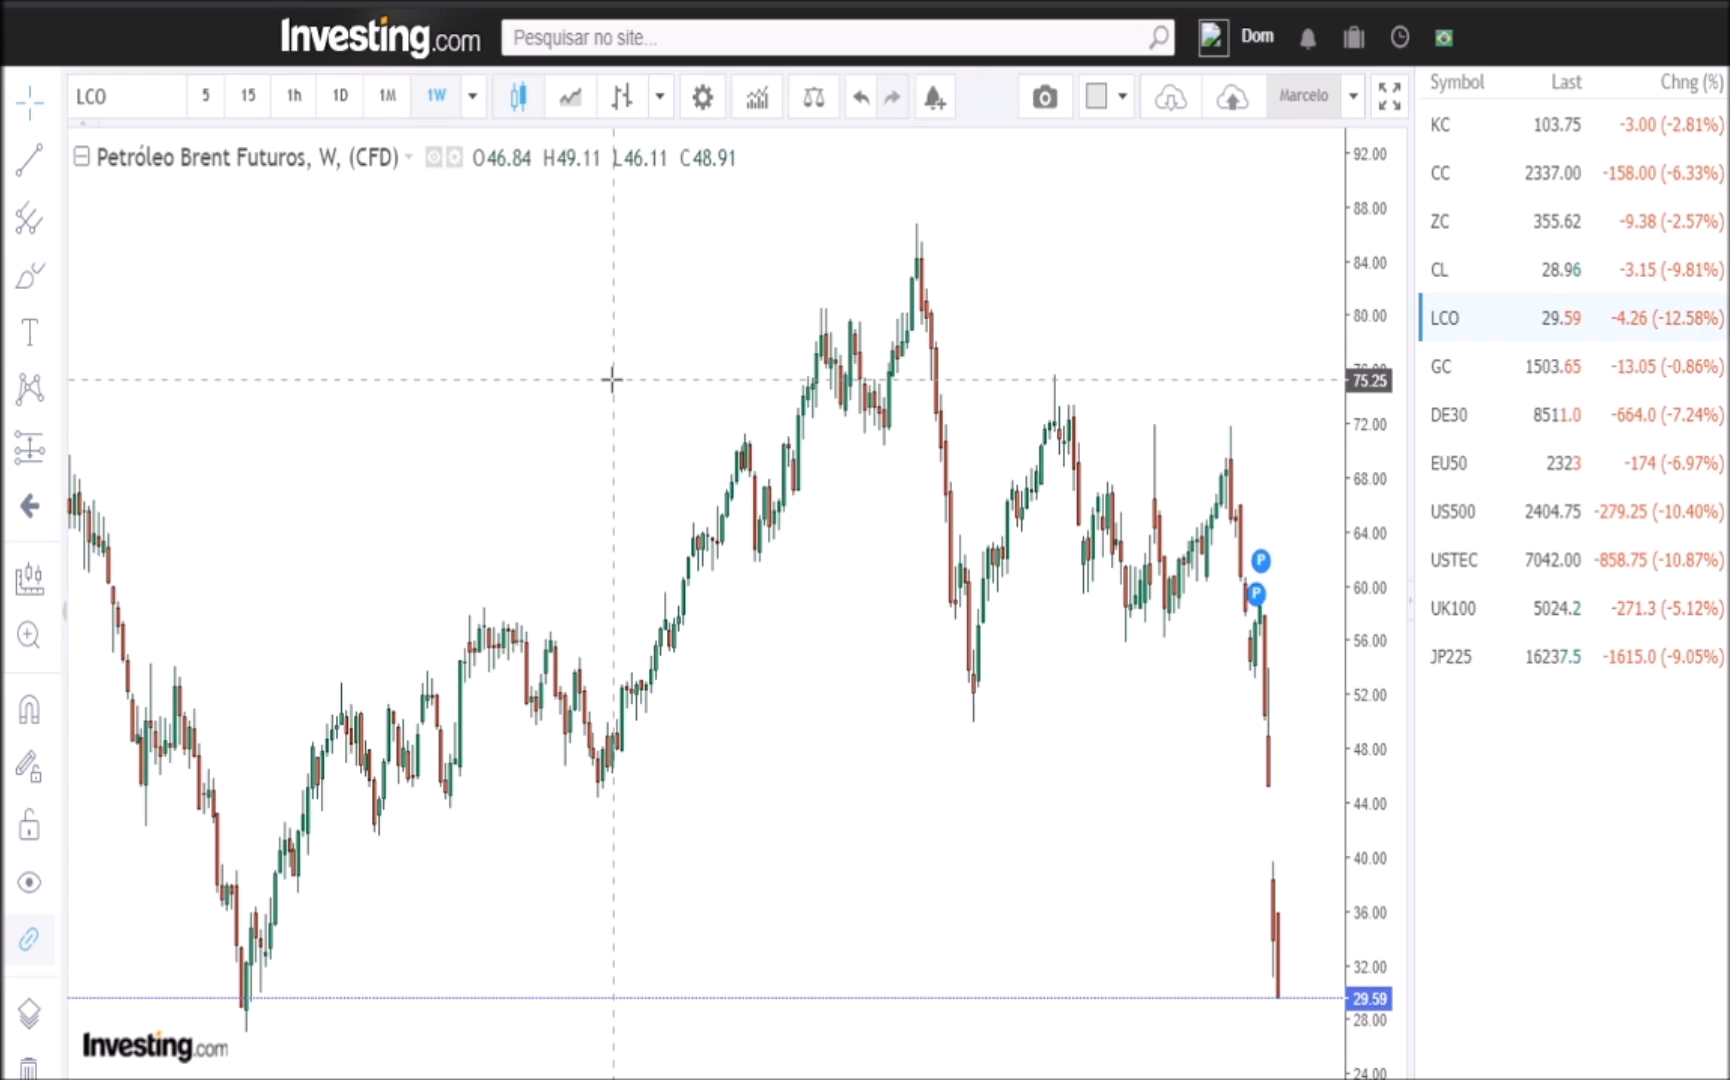 Investing.com
Pesquisar no site...
Dom
LCO
5
15
1h
1D
1M
1W
Marcelo
Petróleo Brent Futuros, W, (CFD)
O46.84 H49.11 L46.11 C48.91
92.00
88.00
84.00
80.00
75.25
72.00
68.00
64.00
60.00
56.00
52.00
48.00
44.00
40.00
36.00
32.00
29.59
28.00
24.00
P
P
T
Investing.com
Symbol Last Chng (%)
KC 103.75 -3.00 (-2.81%)
CC 2337.00 -158.00 (-6.33%)
ZC 355.62 -9.38 (-2.57%)
CL 28.96 -3.15 (-9.81%)
LCO 29.59 -4.26 (-12.58%)
GC 1503.65 -13.05 (-0.86%)
DE30 8511.0 -664.0 (-7.24%)
EU50 2323 -174 (-6.97%)
US500 2404.75 -279.25 (-10.40%)
USTEC 7042.00 -858.75 (-10.87%)
UK100 5024.2 -271.3 (-5.12%)
JP225 16237.5 -1615.0 (-9.05%)